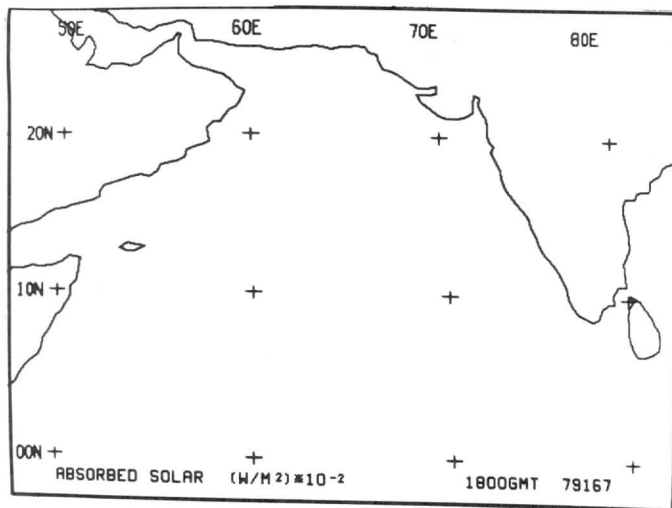 50E 60E 70E 80E
20N
10N
00N
ABSORBED SOLAR (W/M²)*10⁻² 1800GMT 79167